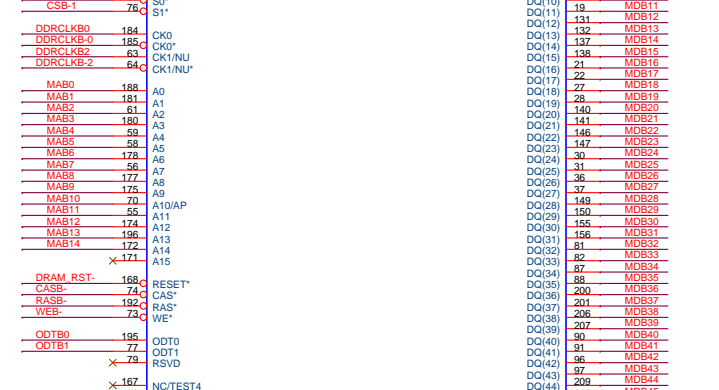 CSB-1 76 S0*
S1*
DDRCLKB0 184 CK0
DDRCLKB-0 185 CK0*
DDRCLKB2 63 CK1/NU
DDRCLKB-2 64 CK1/NU*
MAB0 188 A0
MAB1 181 A1
MAB2 61 A2
MAB3 180 A3
MAB4 59 A4
MAB5 58 A5
MAB6 178 A6
MAB7 56 A7
MAB8 177 A8
MAB9 175 A9
MAB10 70 A10/AP
MAB11 55 A11
MAB12 174 A12
MAB13 196 A13
MAB14 172 A14
171 A15
DRAM_RST- 168 RESET*
CASB- 74 CAS*
RASB- 192 RAS*
WEB- 73 WE*
ODTB0 195 ODT0
ODTB1 77 ODT1
79 RSVD
167 NC/TEST4
DQ(10)
DQ(11) 19 MDB11
DQ(12) 131 MDB12
DQ(13) 132 MDB13
DQ(14) 137 MDB14
DQ(15) 138 MDB15
DQ(16) 21 MDB16
DQ(17) 22 MDB17
DQ(18) 27 MDB18
DQ(19) 28 MDB19
DQ(20) 140 MDB20
DQ(21) 141 MDB21
DQ(22) 146 MDB22
DQ(23) 147 MDB23
DQ(24) 30 MDB24
DQ(25) 31 MDB25
DQ(26) 36 MDB26
DQ(27) 37 MDB27
DQ(28) 149 MDB28
DQ(29) 150 MDB29
DQ(30) 155 MDB30
DQ(31) 156 MDB31
DQ(32) 81 MDB32
DQ(33) 82 MDB33
DQ(34) 87 MDB34
DQ(35) 88 MDB35
DQ(36) 200 MDB36
DQ(37) 201 MDB37
DQ(38) 206 MDB38
DQ(39) 207 MDB39
DQ(40) 90 MDB40
DQ(41) 91 MDB41
DQ(42) 96 MDB42
DQ(43) 97 MDB43
DQ(44) 209 MDB44